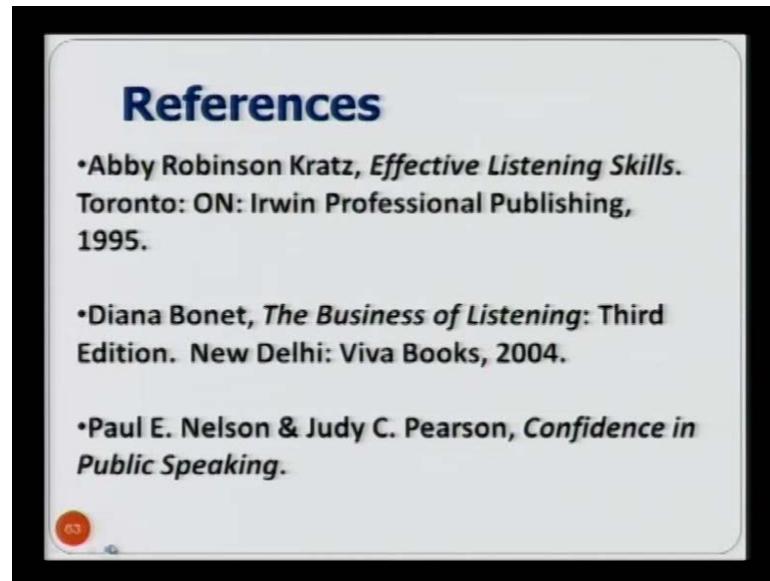 References
•Abby Robinson Kratz, Effective Listening Skills.
Toronto: ON: Irwin Professional Publishing,
1995.
•Diana Bonet, The Business of Listening: Third
Edition. New Delhi: Viva Books, 2004.
•Paul E. Nelson & Judy C. Pearson, Confidence in
Public Speaking.
63